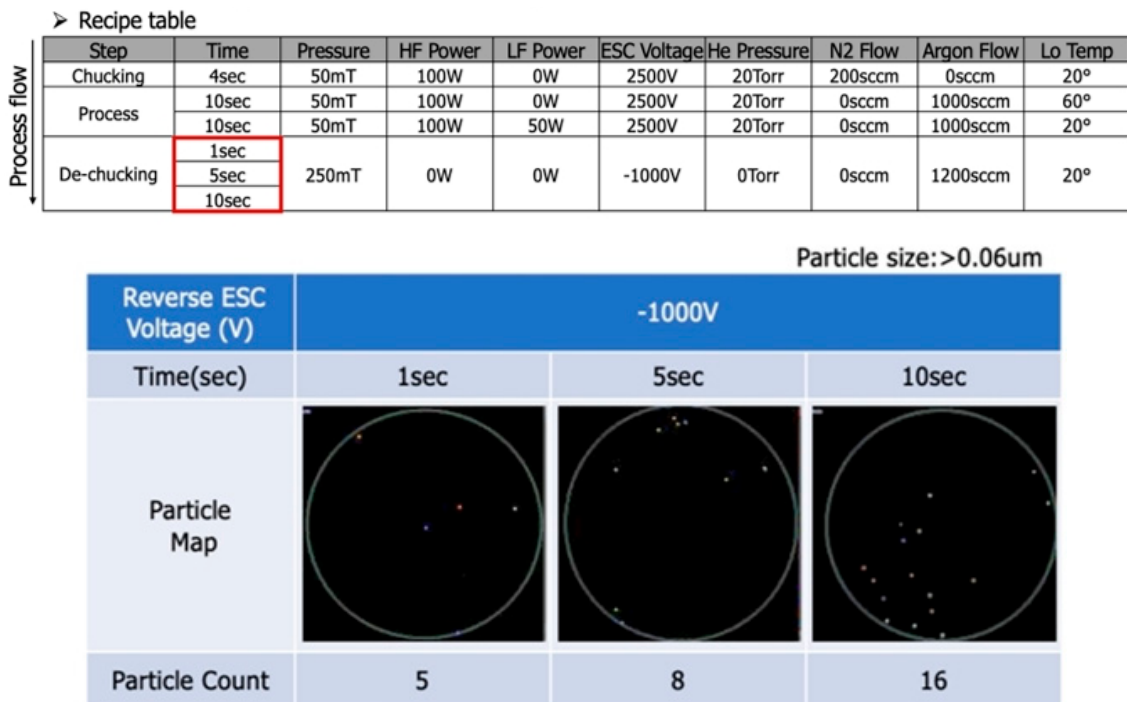 ➢ Recipe table
Process flow
Step Time Pressure HF Power LF Power ESC Voltage He Pressure N2 Flow Argon Flow Lo Temp
Chucking 4sec 50mT 100W 0W 2500V 20Torr 200sccm 0sccm 20°
Process 10sec 50mT 100W 0W 2500V 20Torr 0sccm 1000sccm 60°
10sec 50mT 100W 50W 2500V 20Torr 0sccm 1000sccm 20°
De-chucking 1sec 250mT 0W 0W -1000V 0Torr 0sccm 1200sccm 20°
5sec
10sec
Particle size:>0.06um
Reverse ESC
Voltage (V) -1000V
Time(sec) 1sec 5sec 10sec
Particle
Map
Particle Count 5 8 16